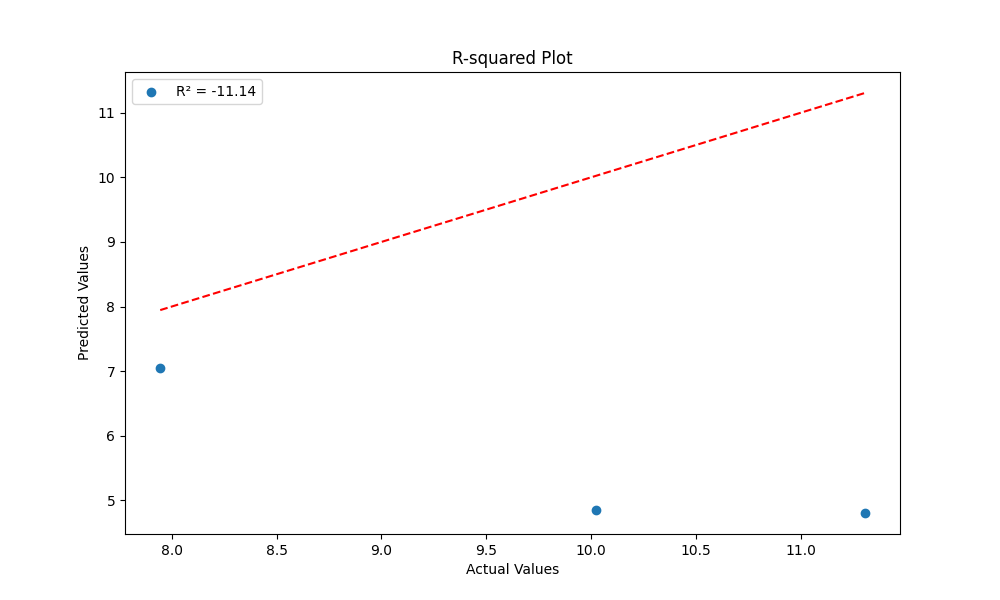 R-squared Plot
R² = -11.14
Predicted Values
11
10
9
8
7
6
5
8.0 8.5 9.0 9.5 10.0 10.5 11.0
Actual Values